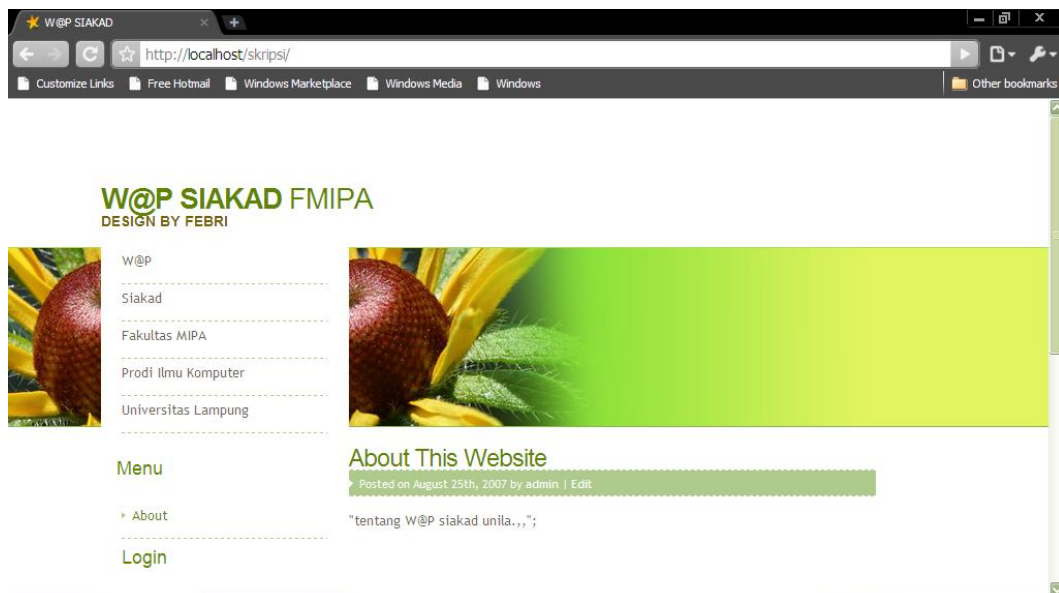 W@P SIAKAD
http://localhost/skripsi/
Customize Links Free Hotmail Windows Marketplace Windows Media Windows Other bookmarks
W@P SIAKAD FMIPA
DESIGN BY FEBRI
W@P
Siakad
Fakultas MIPA
Prodi Ilmu Komputer
Universitas Lampung
Menu
About
Login
About This Website
Posted on August 25th, 2007 by admin | Edit
"tentang W@P siakad unila.,,";